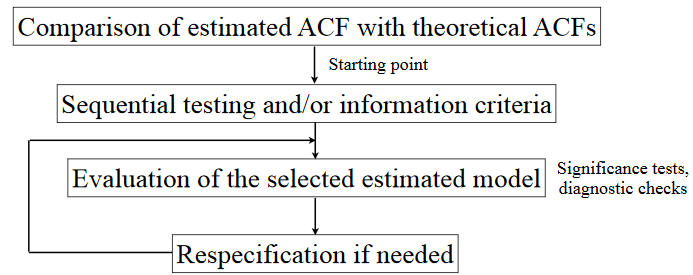 Comparison of estimated ACF with theoretical ACFs
Starting point
Sequential testing and/or information criteria
Evaluation of the selected estimated model
Significance tests,
diagnostic checks
Respecification if needed